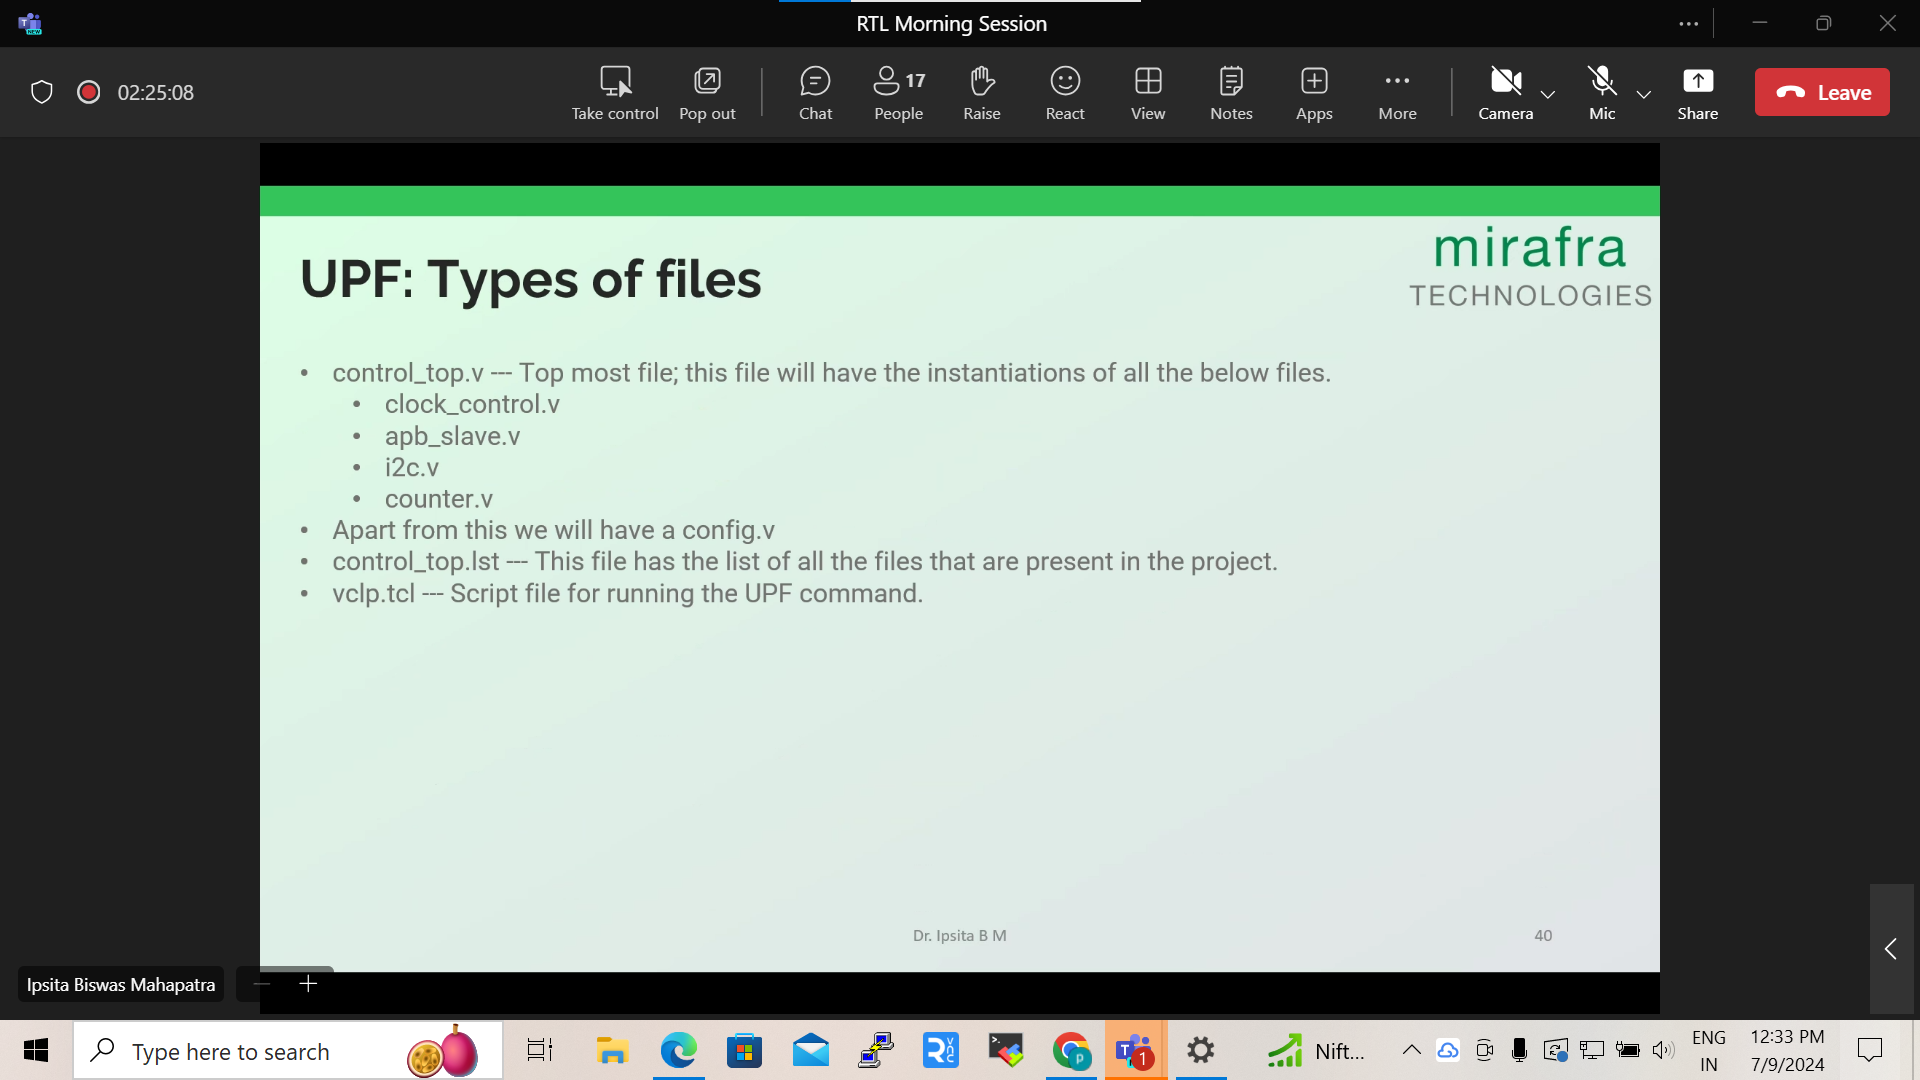 RTL Morning Session
02:25:08
Take control
Pop out
Chat
17
People
Raise
React
View
Notes
Apps
More
Camera
Mic
Share
Leave
mirafra
TECHNOLOGIES
UPF: Types of files
• control_top.v --- Top most file; this file will have the instantiations of all the below files.
• clock_control.v
• apb_slave.v
• i2c.v
• counter.v
• Apart from this we will have a config.v
• control_top.lst --- This file has the list of all the files that are present in the project.
• vclp.tcl --- Script file for running the UPF command.
Dr. Ipsita B M
40
Ipsita Biswas Mahapatra
Type here to search
Nift...
ENG
IN
12:33 PM
7/9/2024